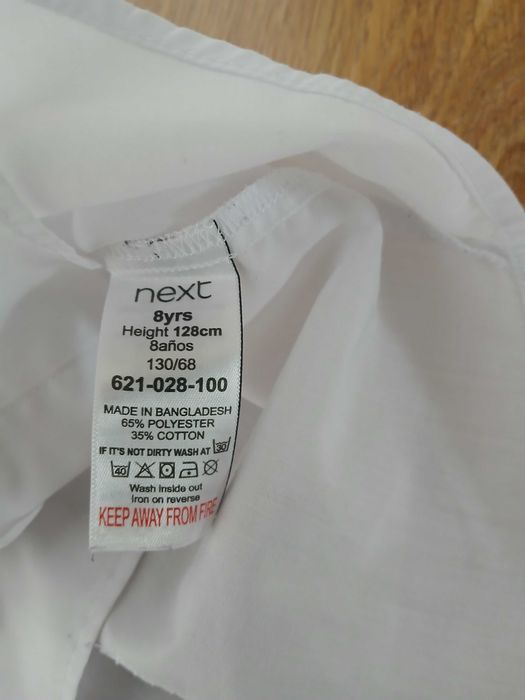 next
8yrs
Height 128cm
8años
130/68
621-028-100
MADE IN BANGLADESH
65% POLYESTER
35% COTTON
IF IT'S NOT DIRTY WASH AT 30
40
Wash inside out
Iron on reverse
KEEP AWAY FROM FIRE